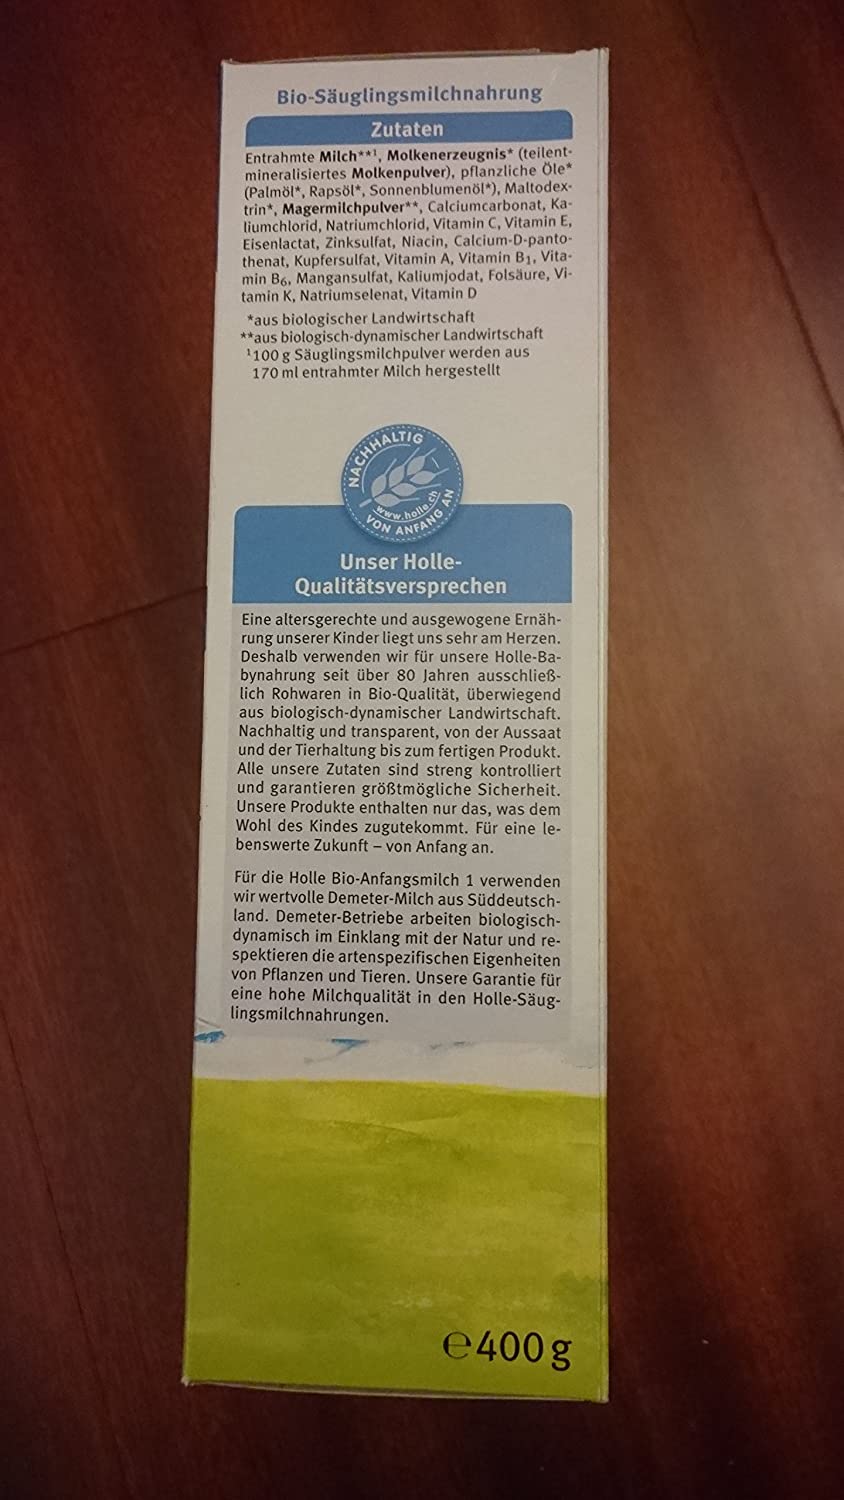 Bio-Säuglingsmilchnahrung
Zutaten
Entrahmte Milch**¹, Molkenerzeugnis* (teilent-
mineralisiertes Molkenpulver), pflanzliche Öle*
(Palmöl*, Rapsöl*, Sonnenblumenöl*), Maltodex-
trin*, Magermilchpulver**, Calciumcarbonat, Ka-
liumchlorid, Natriumchlorid, Vitamin C, Vitamin E,
Eisenlactat, Zinksulfat, Niacin, Calcium-D-panto-
thenat, Kupfersulfat, Vitamin A, Vitamin B₁, Vita-
min B₆, Mangansulfat, Kaliumjodat, Folsäure, Vi-
tamin K, Natriumselenat, Vitamin D
*aus biologischer Landwirtschaft
**aus biologisch-dynamischer Landwirtschaft
¹100 g Säuglingsmilchpulver werden aus
170 ml entrahmter Milch hergestellt
NACHHALTIG
www.holle.ch
VON ANFANG AN
Unser Holle-
Qualitätsversprechen
Eine altersgerechte und ausgewogene Ernäh-
rung unserer Kinder liegt uns sehr am Herzen.
Deshalb verwenden wir für unsere Holle-Ba-
bynahrung seit über 80 Jahren ausschließ-
lich Rohwaren in Bio-Qualität, überwiegend
aus biologisch-dynamischer Landwirtschaft.
Nachhaltig und transparent, von der Aussaat
und der Tierhaltung bis zum fertigen Produkt.
Alle unsere Zutaten sind streng kontrolliert
und garantieren größtmögliche Sicherheit.
Unsere Produkte enthalten nur das, was dem
Wohl des Kindes zugutekommt. Für eine le-
benswerte Zukunft – von Anfang an.
Für die Holle Bio-Anfangsmilch 1 verwenden
wir wertvolle Demeter-Milch aus Süddeutsch-
land. Demeter-Betriebe arbeiten biologisch-
dynamisch im Einklang mit der Natur und re-
spektieren die artenspezifischen Eigenheiten
von Pflanzen und Tieren. Unsere Garantie für
eine hohe Milchqualität in den Holle-Säug-
lingsmilchnahrungen.
℮400 g